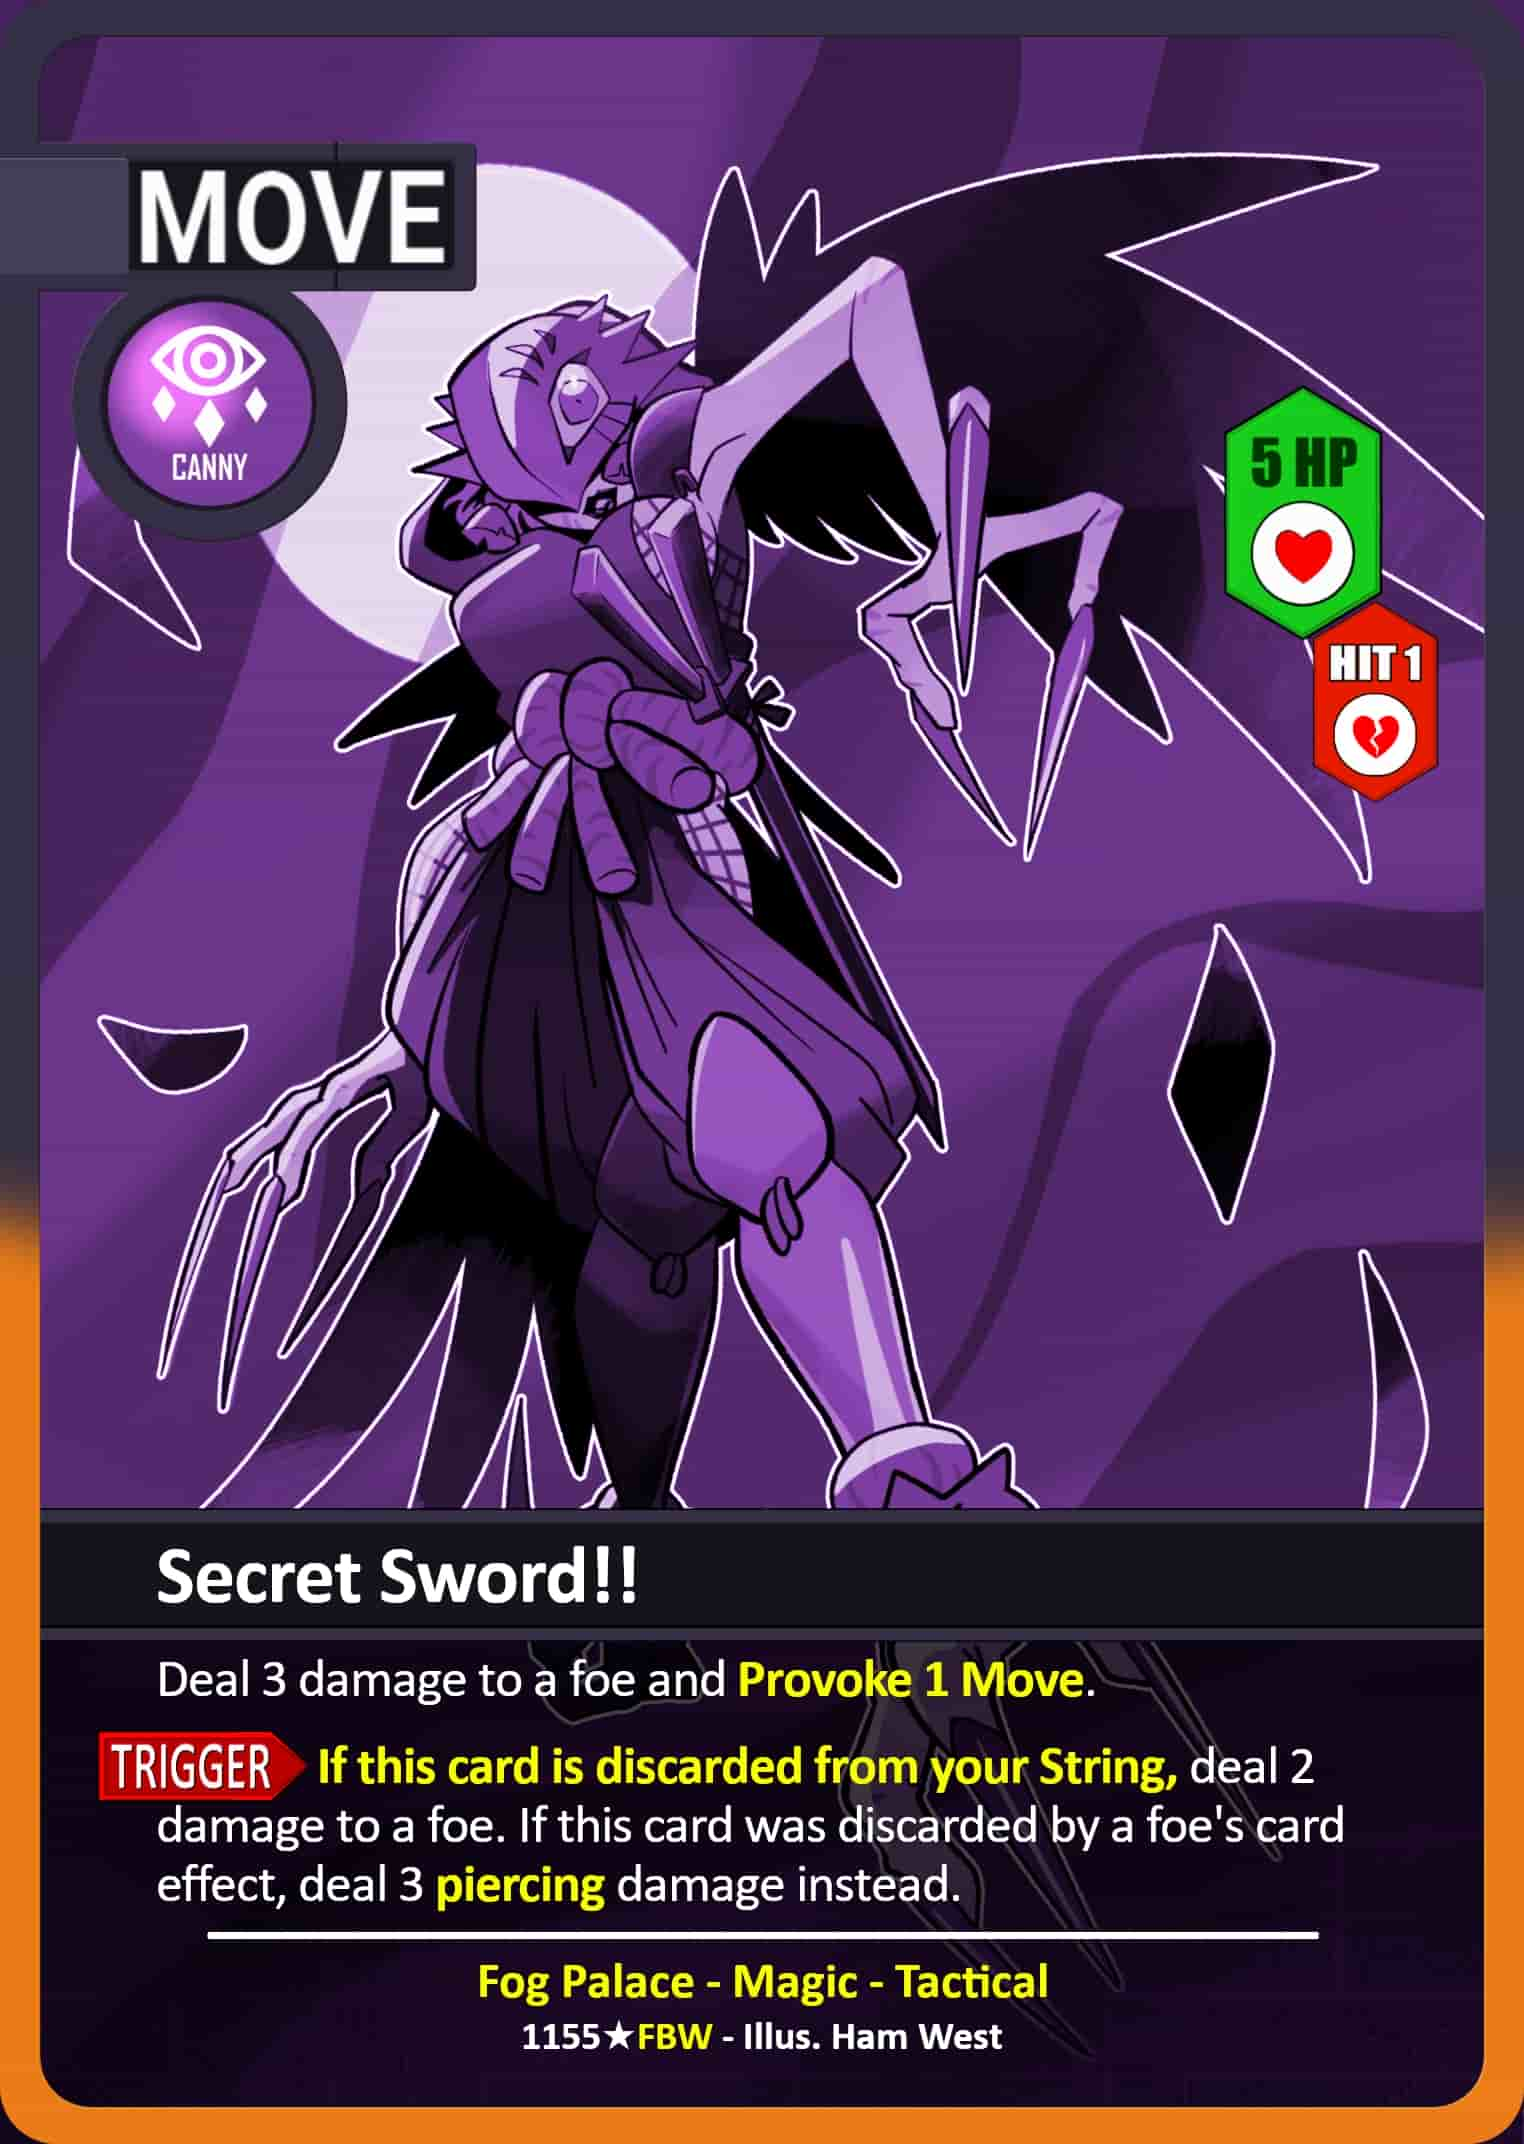 MOVE
CANNY
5 HP
HIT 1
Secret Sword!!
Deal 3 damage to a foe and Provoke 1 Move.
TRIGGER If this card is discarded from your String, deal 2
damage to a foe. If this card was discarded by a foe's card
effect, deal 3 piercing damage instead.
Fog Palace - Magic - Tactical
1155★FBW - Illus. Ham West